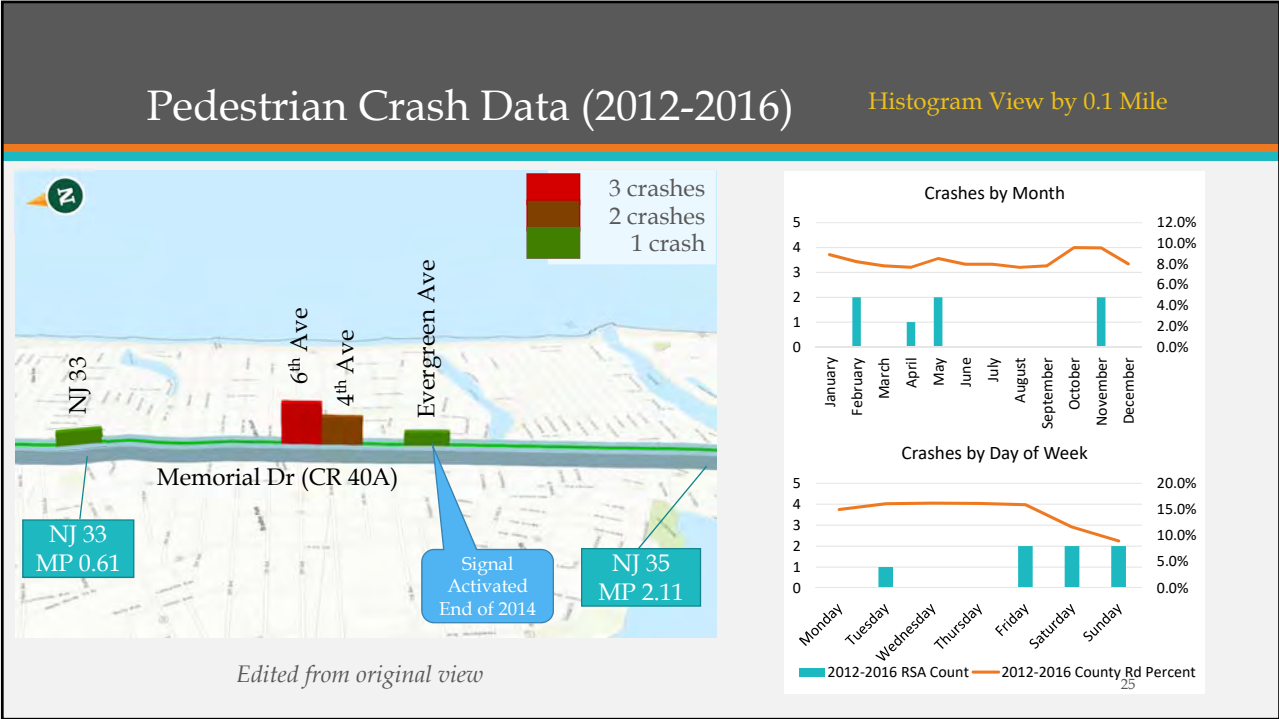 Pedestrian Crash Data (2012-2016)
Histogram View by 0.1 Mile
N
3 crashes
2 crashes
1 crash
NJ 33
6th Ave
4th Ave
Evergreen Ave
Memorial Dr (CR 40A)
NJ 33
MP 0.61
Signal
Activated
End of 2014
NJ 35
MP 2.11
Edited from original view
Crashes by Month
5
4
3
2
1
0
12.0%
10.0%
8.0%
6.0%
4.0%
2.0%
0.0%
January
February
March
April
May
June
July
August
September
October
November
December
Crashes by Day of Week
5
4
3
2
1
0
20.0%
15.0%
10.0%
5.0%
0.0%
Monday
Tuesday
Wednesday
Thursday
Friday
Saturday
Sunday
2012-2016 RSA Count
2012-2016 County Rd Percent
25